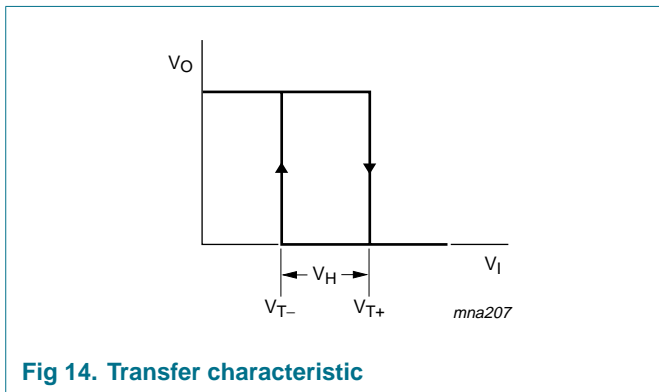 VO
VH
VI
VT−
VT+
mna207
Fig 14. Transfer characteristic